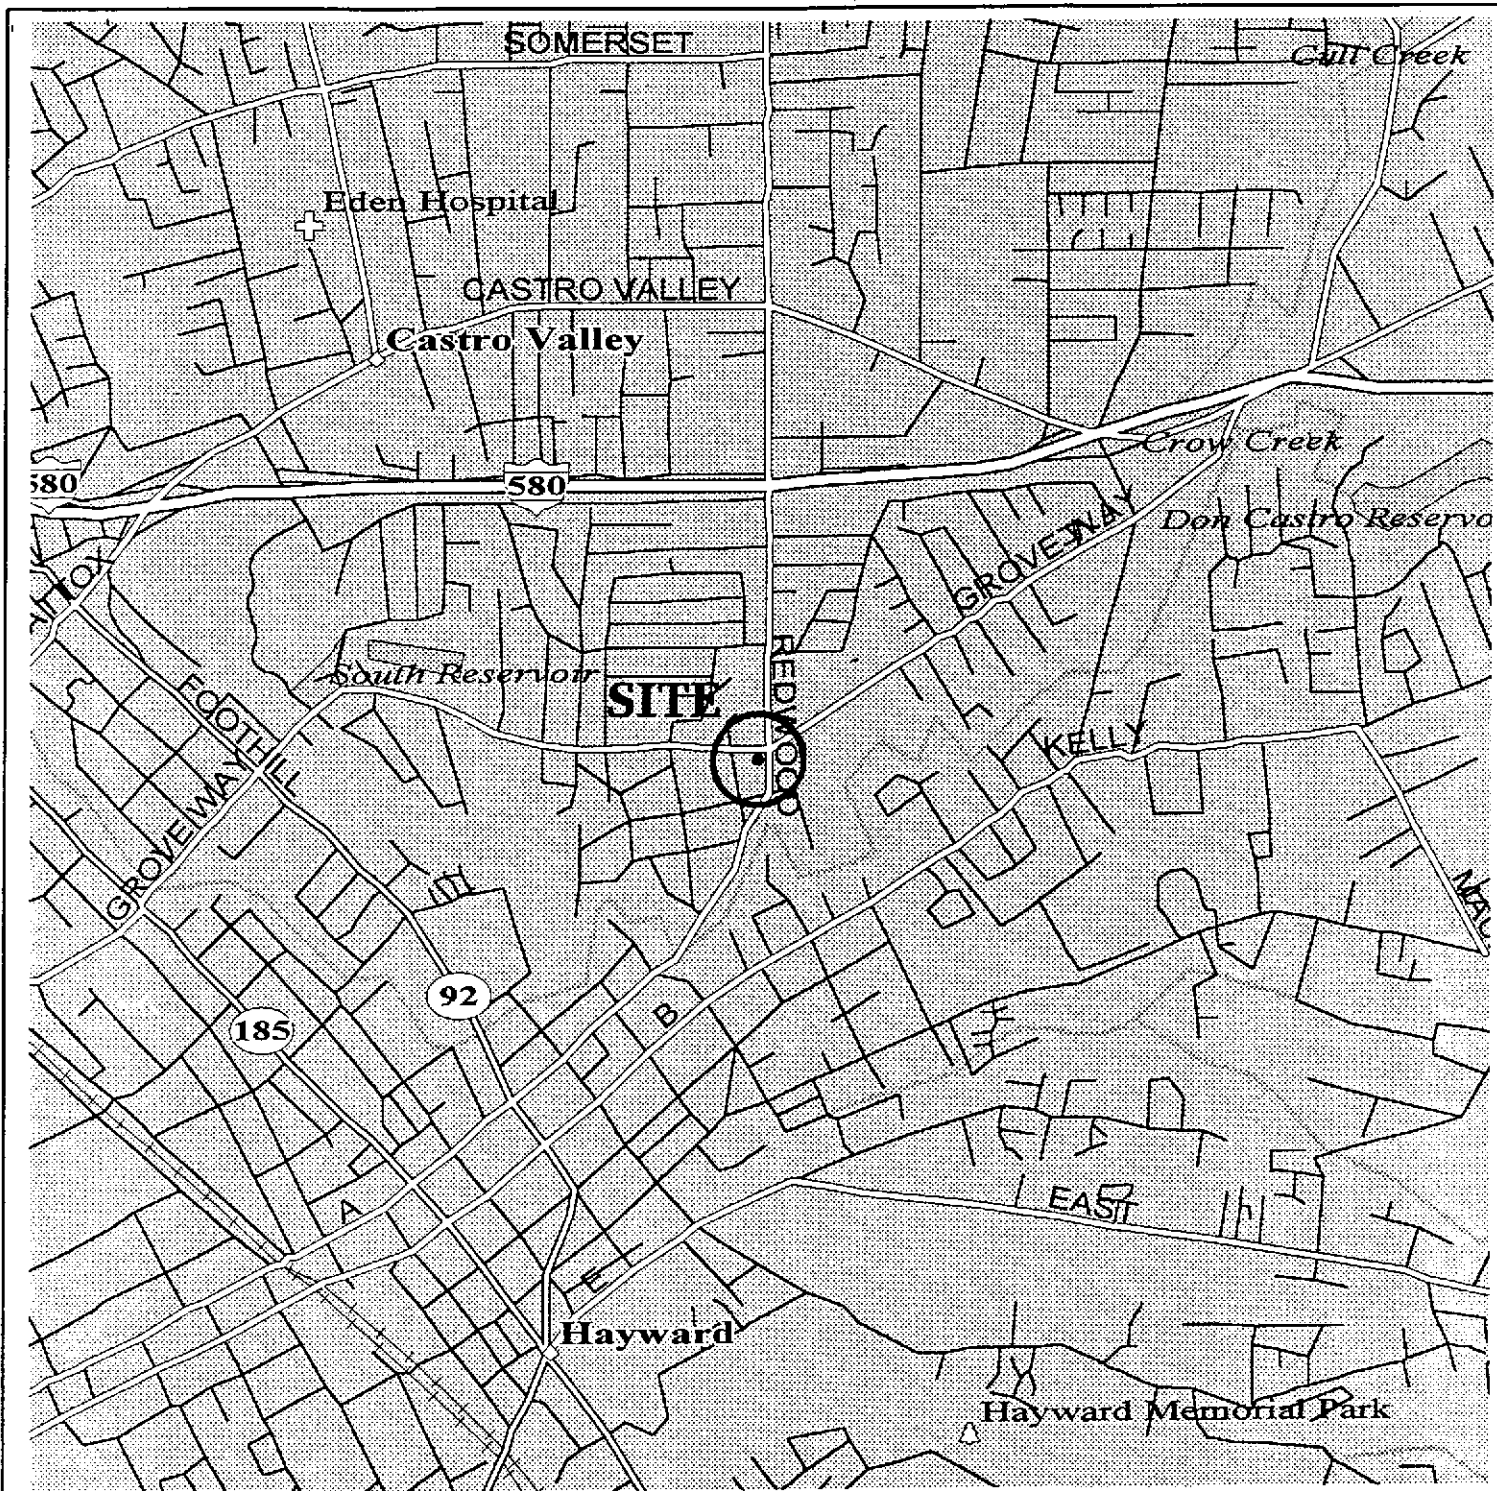 SOMERSET
Cull Creek
Eden Hospital
CASTRO VALLEY
Castro Valley
580
580
Crow Creek
GROVE WAY
Don Castro Reservo
South Reservoir
SITE
REDWOOD
FOOTHILL
KELLY
GROVE WAY
92
185
B
A
EAST
E
Hayward
Hayward Memorial Park